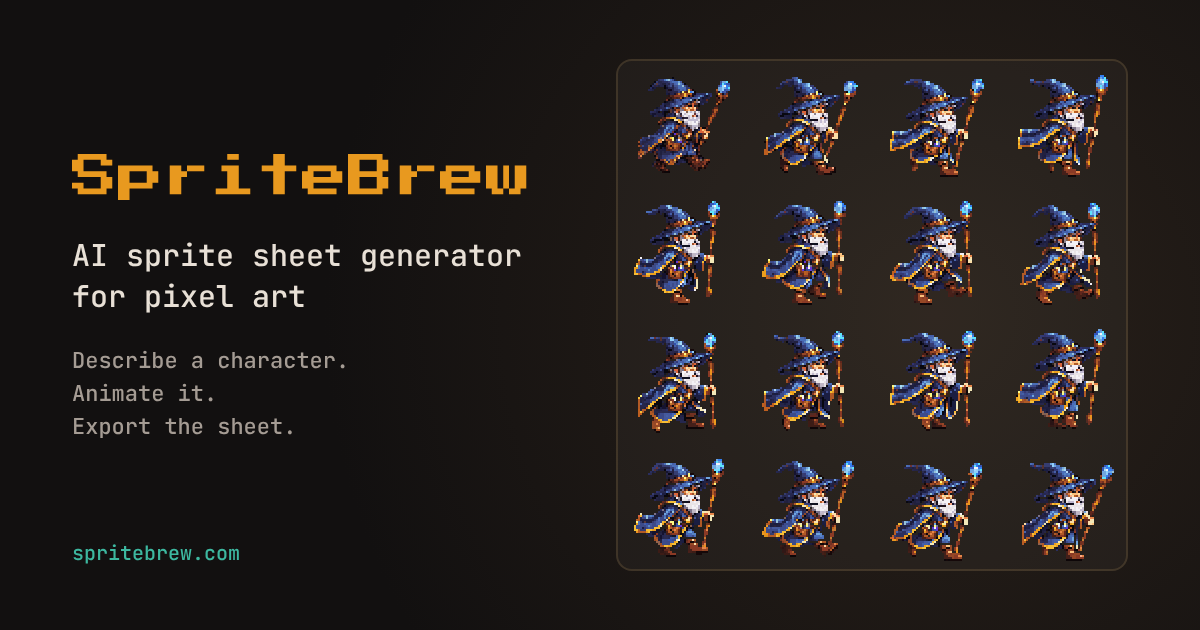 SpriteBrew
AI sprite sheet generator
for pixel art
Describe a character.
Animate it.
Export the sheet.
spritebrew.com